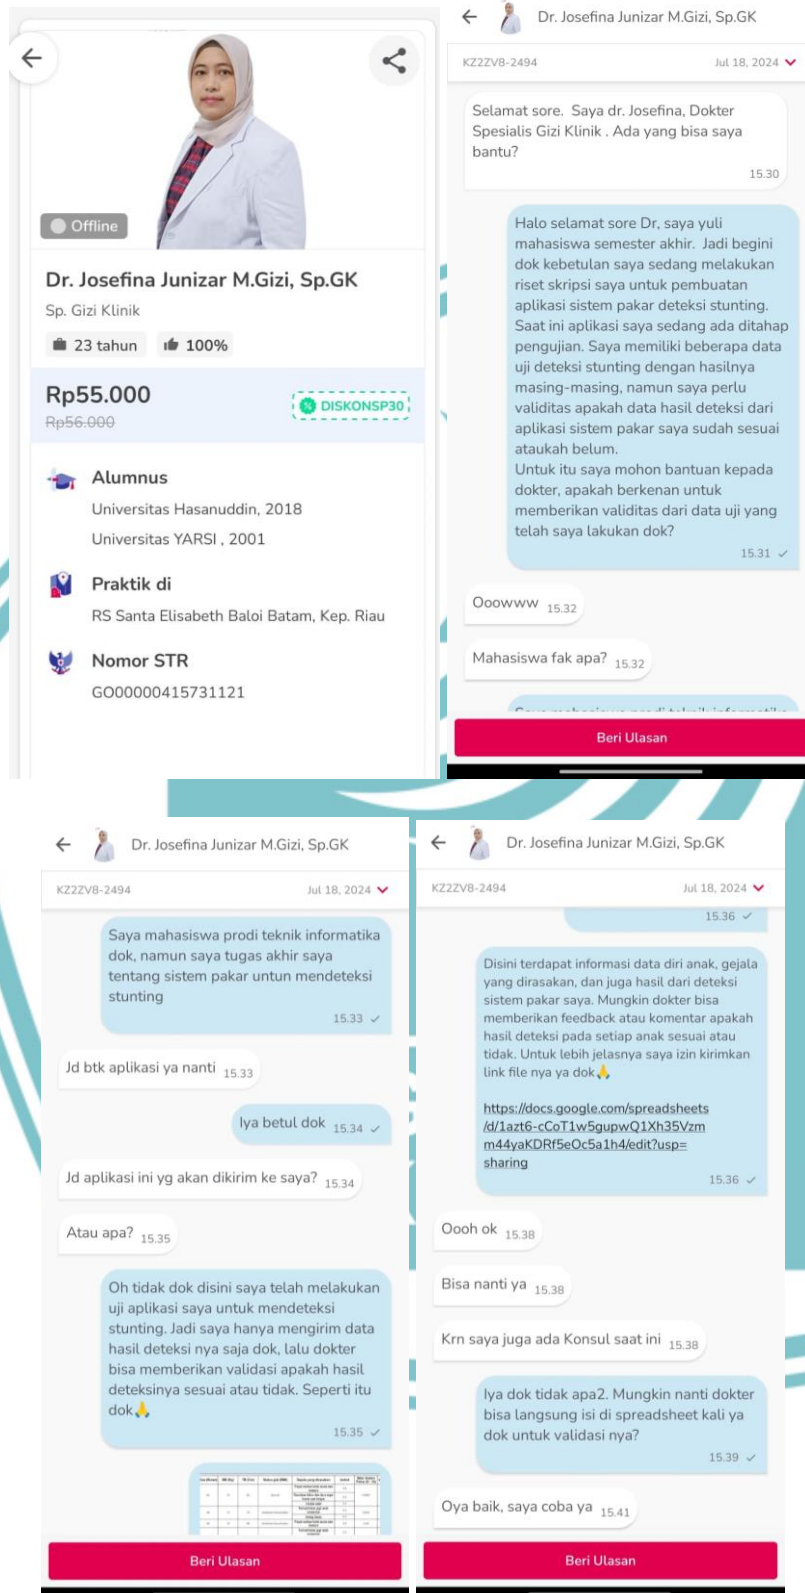 Offline
Dr. Josefina Junizar M.Gizi, Sp.GK
Sp. Gizi Klinik
23 tahun
100%
Rp55.000
Rp56.000
DISKONSP30
Alumnus
Universitas Hasanuddin, 2018
Universitas YARSI , 2001
Praktik di
RS Santa Elisabeth Baloi Batam, Kep. Riau
Nomor STR
GO00000415731121
Dr. Josefina Junizar M.Gizi, Sp.GK
KZ2ZV8-2494
Jul 18, 2024
Selamat sore. Saya dr. Josefina, Dokter
Spesialis Gizi Klinik . Ada yang bisa saya
bantu?
15.30
Halo selamat sore Dr, saya yuli
mahasiswa semester akhir. Jadi begini
dok kebetulan saya sedang melakukan
riset skripsi saya untuk pembuatan
aplikasi sistem pakar deteksi stunting.
Saat ini aplikasi saya sedang ada ditahap
pengujian. Saya memiliki beberapa data
uji deteksi stunting dengan hasilnya
masing-masing, namun saya perlu
validitas apakah data hasil deteksi dari
aplikasi sistem pakar saya sudah sesuai
ataukah belum.
Untuk itu saya mohon bantuan kepada
dokter, apakah berkenan untuk
memberikan validitas dari data uji yang
telah saya lakukan dok?
15.31
Ooowww 15.32
Mahasiswa fak apa? 15.32
Beri Ulasan
Dr. Josefina Junizar M.Gizi, Sp.GK
KZ2ZV8-2494
Jul 18, 2024
Saya mahasiswa prodi teknik informatika
dok, namun saya tugas akhir saya
tentang sistem pakar untun mendeteksi
stunting
15.33
Jd btk aplikasi ya nanti 15.33
Iya betul dok 15.34
Jd aplikasi ini yg akan dikirim ke saya? 15.34
Atau apa? 15.35
Oh tidak dok disini saya telah melakukan
uji aplikasi saya untuk mendeteksi
stunting. Jadi saya hanya mengirim data
hasil deteksi nya saja dok, lalu dokter
bisa memberikan validasi apakah hasil
deteksinya sesuai atau tidak. Seperti itu
dok🙏
15.35
Beri Ulasan
Dr. Josefina Junizar M.Gizi, Sp.GK
KZ2ZV8-2494
Jul 18, 2024
15.36
Disini terdapat informasi data diri anak, gejala
yang dirasakan, dan juga hasil dari deteksi
sistem pakar saya. Mungkin dokter bisa
memberikan feedback atau komentar apakah
hasil deteksi pada setiap anak sesuai atau
tidak. Untuk lebih jelasnya saya izin kirimkan
link file nya ya dok🙏
https://docs.google.com/spreadsheets
/d/1azt6-cCoT1w5gupwQ1Xh35Vzm
m44yaKDRf5eOc5a1h4/edit?usp=
sharing
15.36
Oooh ok 15.38
Bisa nanti ya 15.38
Krn saya juga ada Konsul saat ini 15.38
Iya dok tidak apa2. Mungkin nanti dokter
bisa langsung isi di spreadsheet kali ya
dok untuk validasi nya?
15.39
Oya baik, saya coba ya 15.41
Beri Ulasan